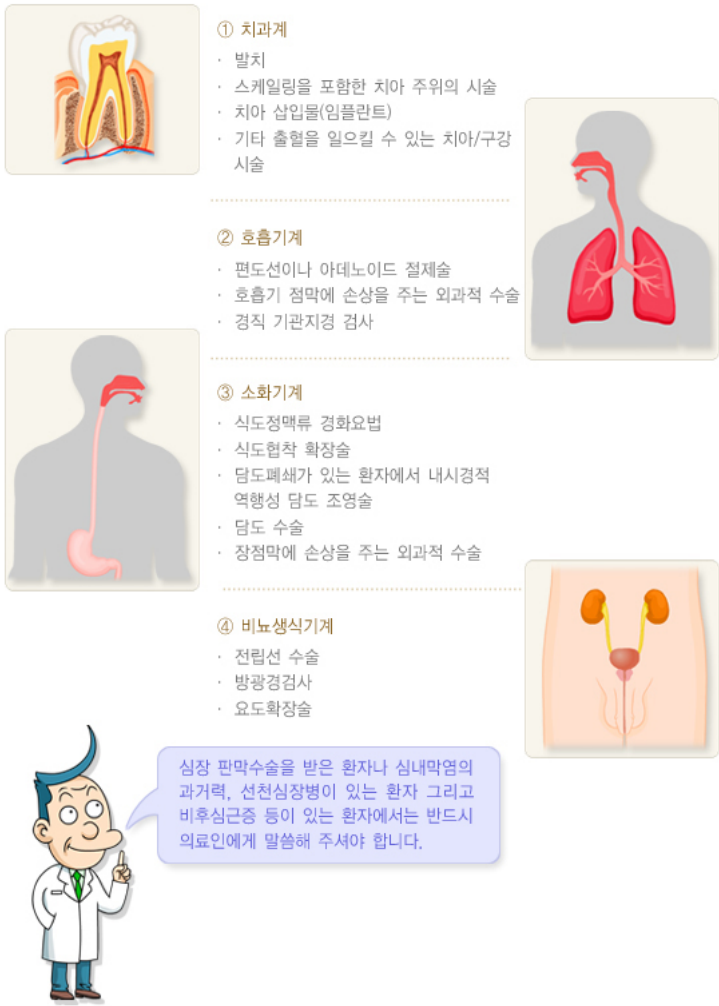 ① 치과계
· 발치
· 스케일링을 포함한 치아 주위의 시술
· 치아 삽입물(임플란트)
· 기타 출혈을 일으킬 수 있는 치아/구강
시술
② 호흡기계
· 편도선이나 아데노이드 절제술
· 호흡기 점막에 손상을 주는 외과적 수술
· 경직 기관지경 검사
③ 소화기계
· 식도정맥류 경화요법
· 식도협착 확장술
· 담도폐쇄가 있는 환자에서 내시경적
역행성 담도 조영술
· 담도 수술
· 장점막에 손상을 주는 외과적 수술
④ 비뇨생식기계
· 전립선 수술
· 방광경검사
· 요도확장술
심장 판막수술을 받은 환자나 심내막염의
과거력, 선천심장병이 있는 환자 그리고
비후심근증 등이 있는 환자에서는 반드시
의료인에게 말씀해 주셔야 합니다.